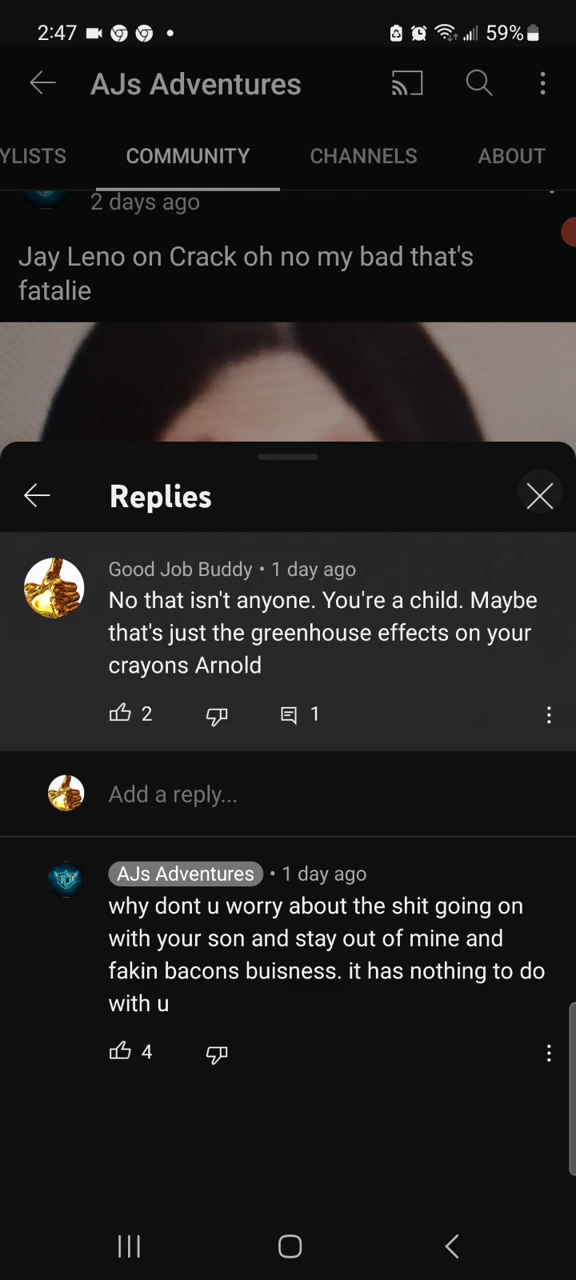 2:47 59%
AJs Adventures
YLISTS COMMUNITY CHANNELS ABOUT
2 days ago
Jay Leno on Crack oh no my bad that's
fatalie
Replies
Good Job Buddy • 1 day ago
No that isn't anyone. You're a child. Maybe
that's just the greenhouse effects on your
crayons Arnold
2 1
Add a reply...
AJs Adventures • 1 day ago
why dont u worry about the shit going on
with your son and stay out of mine and
fakin bacons buisness. it has nothing to do
with u
4